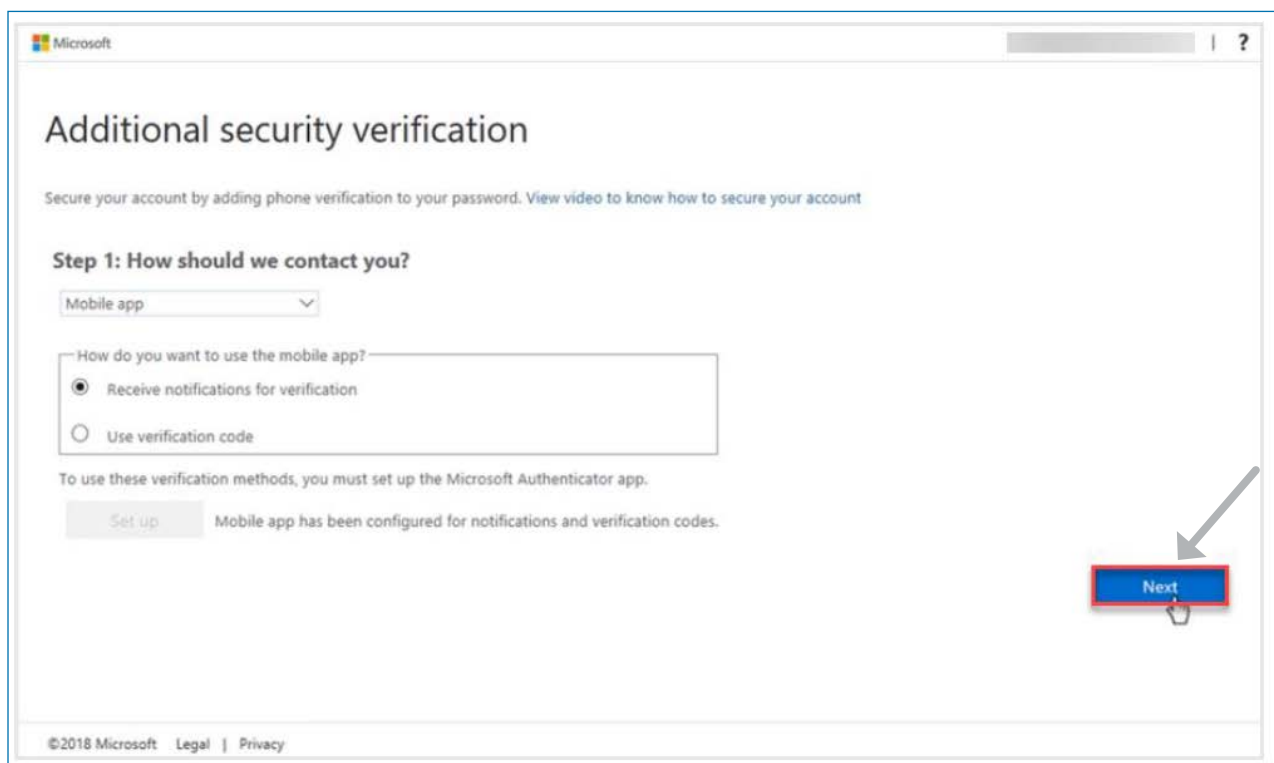 Microsoft | ?
Additional security verification
Secure your account by adding phone verification to your password. View video to know how to secure your account
Step 1: How should we contact you?
Mobile app
How do you want to use the mobile app?
Receive notifications for verification
Use verification code
To use these verification methods, you must set up the Microsoft Authenticator app.
Set up Mobile app has been configured for notifications and verification codes.
Next
©2018 Microsoft Legal | Privacy